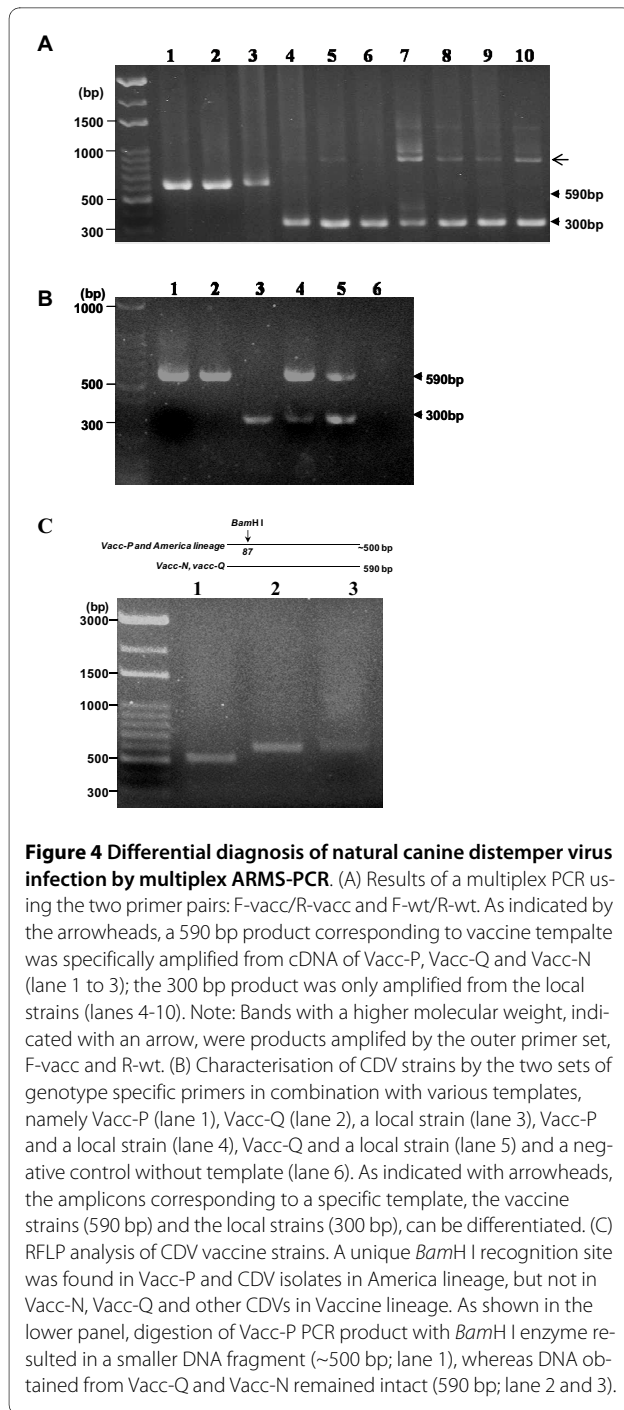 A
1 2 3 4 5 6 7 8 9 10
(bp)
1500
1000
500
300
590bp
300bp
B
(bp)
1 2 3 4 5 6
1000
500
300
590bp
300bp
C
BamH I
Vacc-P and America lineage
87
~500 bp
Vacc-N, vacc-Q
590 bp
1 2 3
(bp)
3000
1500
1000
500
300
Figure 4 Differential diagnosis of natural canine distemper virus
infection by multiplex ARMS-PCR. (A) Results of a multiplex PCR us-
ing the two primer pairs: F-vacc/R-vacc and F-wt/R-wt. As indicated by
the arrowheads, a 590 bp product corresponding to vaccine tempalte
was specifically amplified from cDNA of Vacc-P, Vacc-Q and Vacc-N
(lane 1 to 3); the 300 bp product was only amplified from the local
strains (lanes 4-10). Note: Bands with a higher molecular weight, indi-
cated with an arrow, were products amplifed by the outer primer set,
F-vacc and R-wt. (B) Characterisation of CDV strains by the two sets of
genotype specific primers in combination with various templates,
namely Vacc-P (lane 1), Vacc-Q (lane 2), a local strain (lane 3), Vacc-P
and a local strain (lane 4), Vacc-Q and a local strain (lane 5) and a neg-
ative control without template (lane 6). As indicated with arrowheads,
the amplicons corresponding to a specific template, the vaccine
strains (590 bp) and the local strains (300 bp), can be differentiated. (C)
RFLP analysis of CDV vaccine strains. A unique BamH I recognition site
was found in Vacc-P and CDV isolates in America lineage, but not in
Vacc-N, Vacc-Q and other CDVs in Vaccine lineage. As shown in the
lower panel, digestion of Vacc-P PCR product with BamH I enzyme re-
sulted in a smaller DNA fragment (~500 bp; lane 1), whereas DNA ob-
tained from Vacc-Q and Vacc-N remained intact (590 bp; lane 2 and 3).